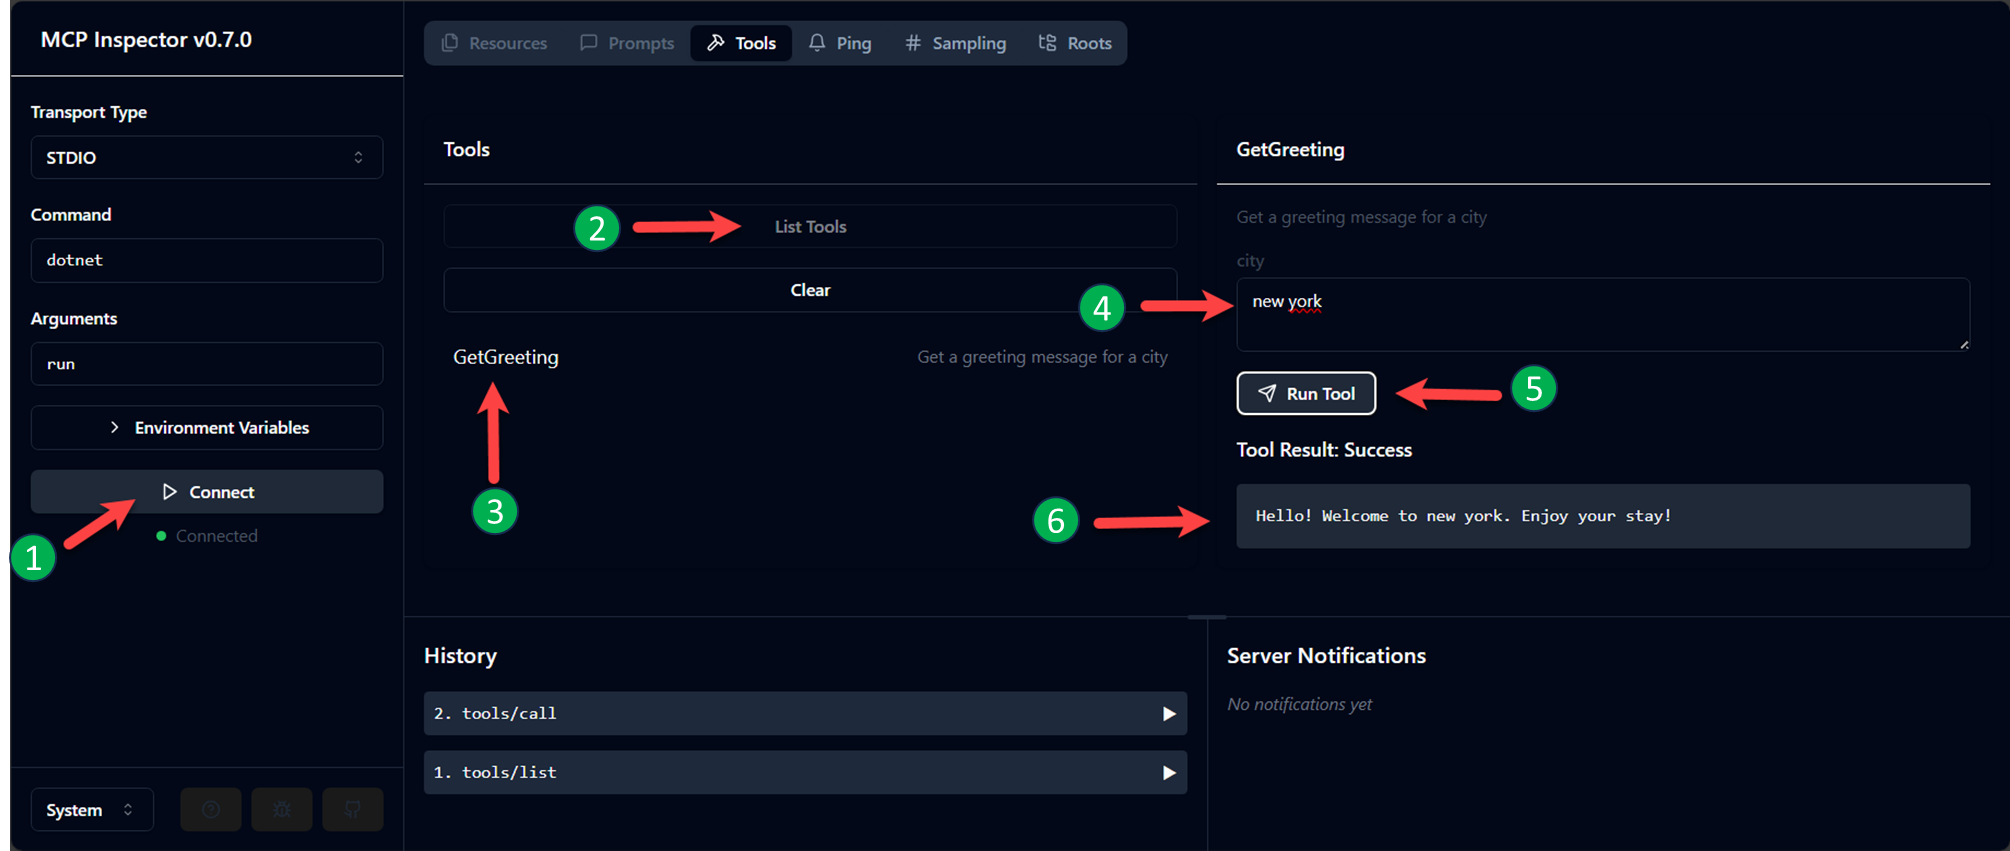 MCP Inspector v0.7.0
Transport Type
STDIO
Command
dotnet
Arguments
run
Environment Variables
Connect
Connected
1
System
Resources Prompts Tools Ping Sampling Roots
Tools
2 List Tools
Clear
GetGreeting Get a greeting message for a city
3
GetGreeting
Get a greeting message for a city
city
4 new york
Run Tool 5
Tool Result: Success
6 Hello! Welcome to new york. Enjoy your stay!
History
2. tools/call
1. tools/list
Server Notifications
No notifications yet